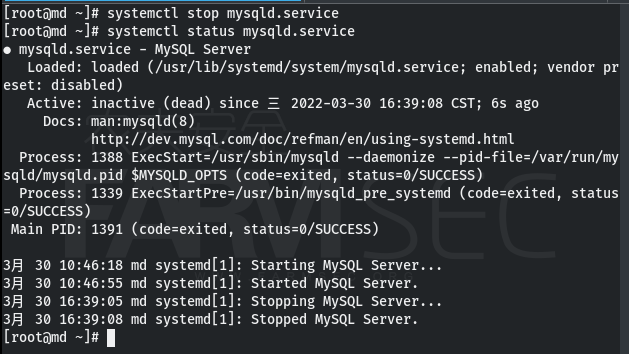 [root@md ~]# systemctl stop mysqld.service
[root@md ~]# systemctl status mysqld.service
● mysqld.service - MySQL Server
   Loaded: loaded (/usr/lib/systemd/system/mysqld.service; enabled; vendor pr
eset: disabled)
   Active: inactive (dead) since 三 2022-03-30 16:39:08 CST; 6s ago
     Docs: man:mysqld(8)
           http://dev.mysql.com/doc/refman/en/using-systemd.html
  Process: 1388 ExecStart=/usr/sbin/mysqld --daemonize --pid-file=/var/run/my
sqld/mysqld.pid $MYSQLD_OPTS (code=exited, status=0/SUCCESS)
  Process: 1339 ExecStartPre=/usr/bin/mysqld_pre_systemd (code=exited, status
=0/SUCCESS)
 Main PID: 1391 (code=exited, status=0/SUCCESS)
3月 30 10:46:18 md systemd[1]: Starting MySQL Server...
3月 30 10:46:55 md systemd[1]: Started MySQL Server.
3月 30 16:39:05 md systemd[1]: Stopping MySQL Server...
3月 30 16:39:08 md systemd[1]: Stopped MySQL Server.
[root@md ~]#
FARMSEC